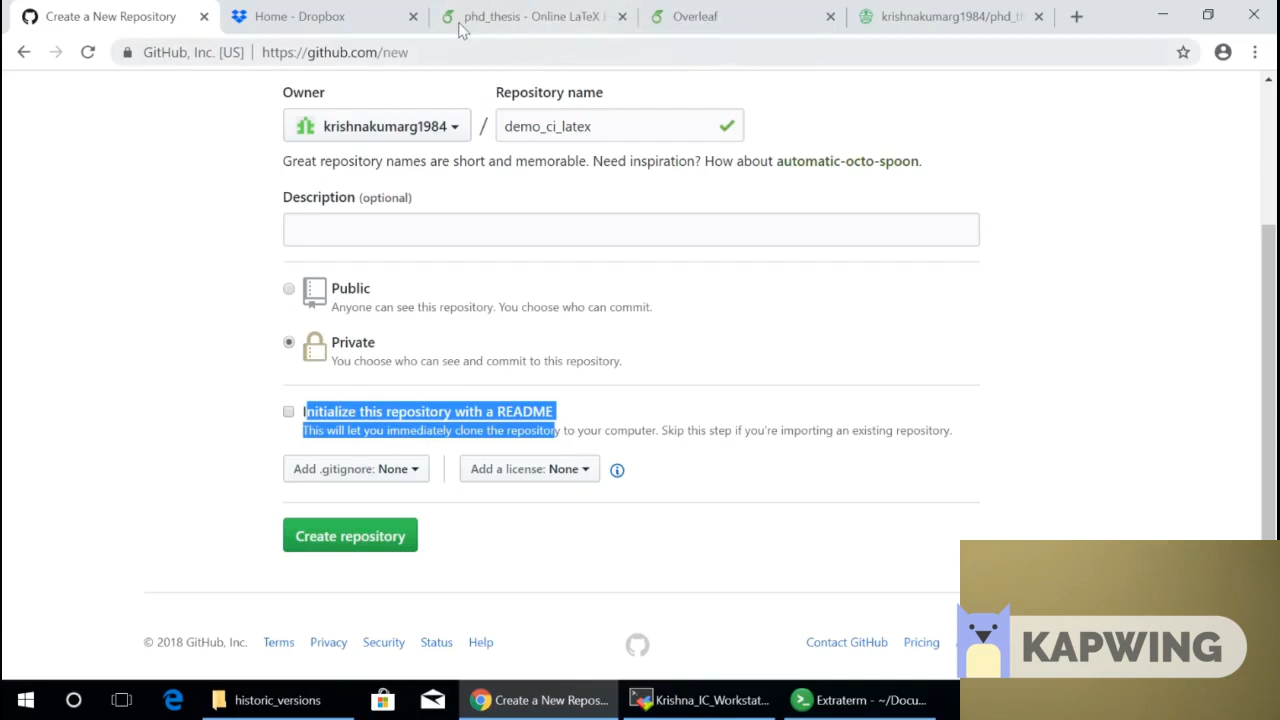 Create a New Repository
Home - Dropbox
phd_thesis - Online LaTeX
Overleaf
krishnakumarg1984/phd_th
GitHub, Inc. [US]
https://github.com/new
Owner
Repository name
krishnakumarg1984
/
demo_ci_latex
Great repository names are short and memorable. Need inspiration? How about automatic-octo-spoon.
Description (optional)
Public
Anyone can see this repository. You choose who can commit.
Private
You choose who can see and commit to this repository.
Initialize this repository with a README
This will let you immediately clone the repository to your computer. Skip this step if you're importing an existing repository.
Add .gitignore: None
Add a license: None
Create repository
© 2018 GitHub, Inc.
Terms
Privacy
Security
Status
Help
Contact GitHub
Pricing
KAPWING
historic_versions
Create a New Repos...
Krishna_IC_Workstat...
Extraterm - ~/Docu...